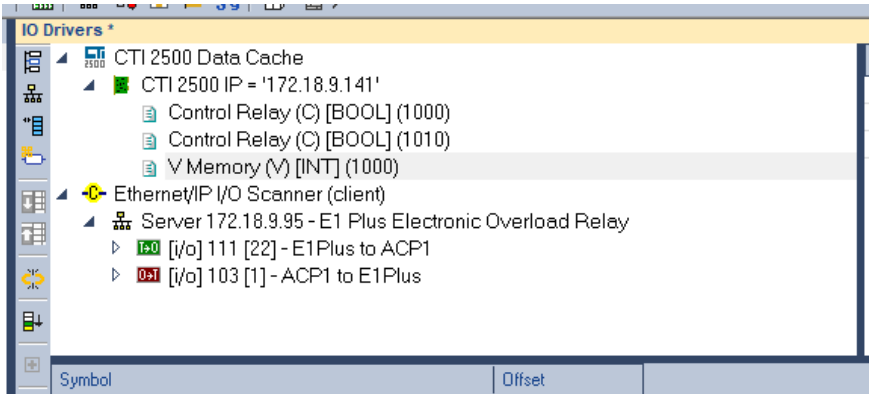 IO Drivers *
CTI 2500 Data Cache
CTI 2500 IP = '172.18.9.141'
Control Relay (C) [BOOL] (1000)
Control Relay (C) [BOOL] (1010)
V Memory (V) [INT] (1000)
Ethernet/IP I/O Scanner (client)
Server 172.18.9.95 - E1 Plus Electronic Overload Relay
T→O [i/o] 111 [22] - E1Plus to ACP1
O→T [i/o] 103 [1] - ACP1 to E1Plus
Symbol Offset